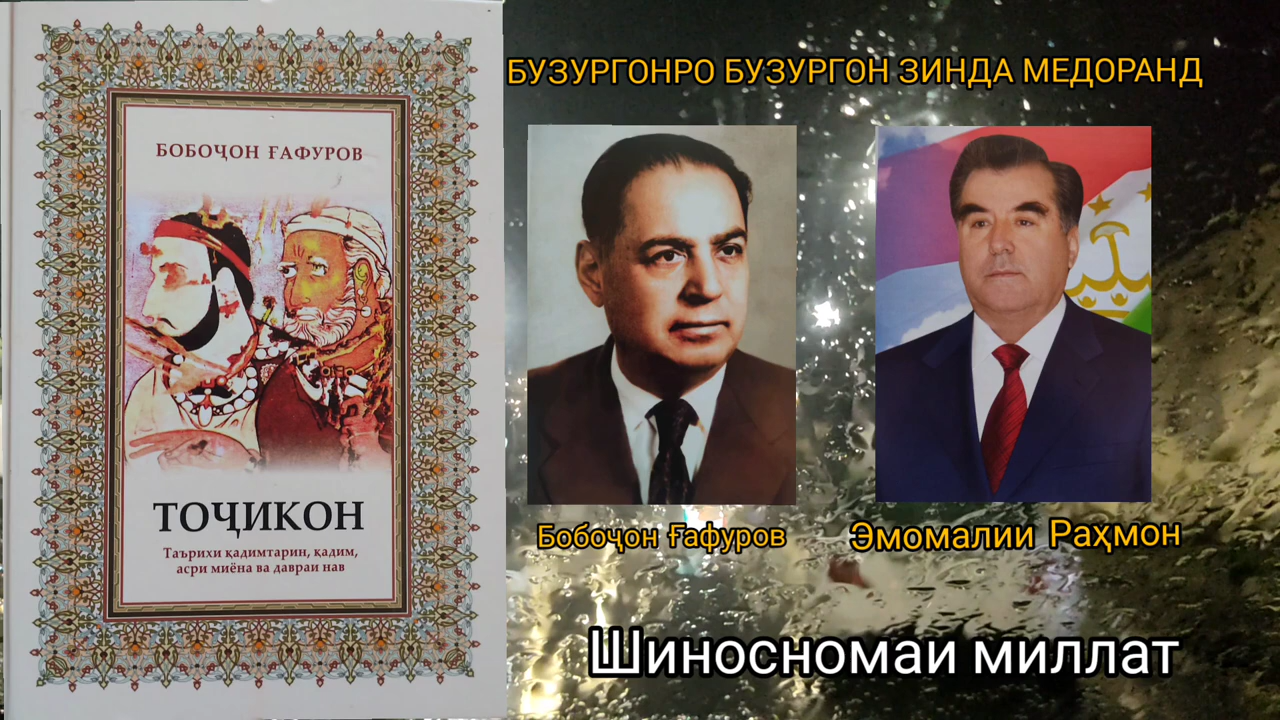 БОБОҶОН ҒАФУРОВ
ТОҶИКОН
Таърихи қадимтарин, қадим,
асри миёна ва давраи нав
БУЗУРГОНРО БУЗУРГОН ЗИНДА МЕДОРАНД
Бобоҷон Ғафуров
Эмомалии Раҳмон
Шиносномаи миллат